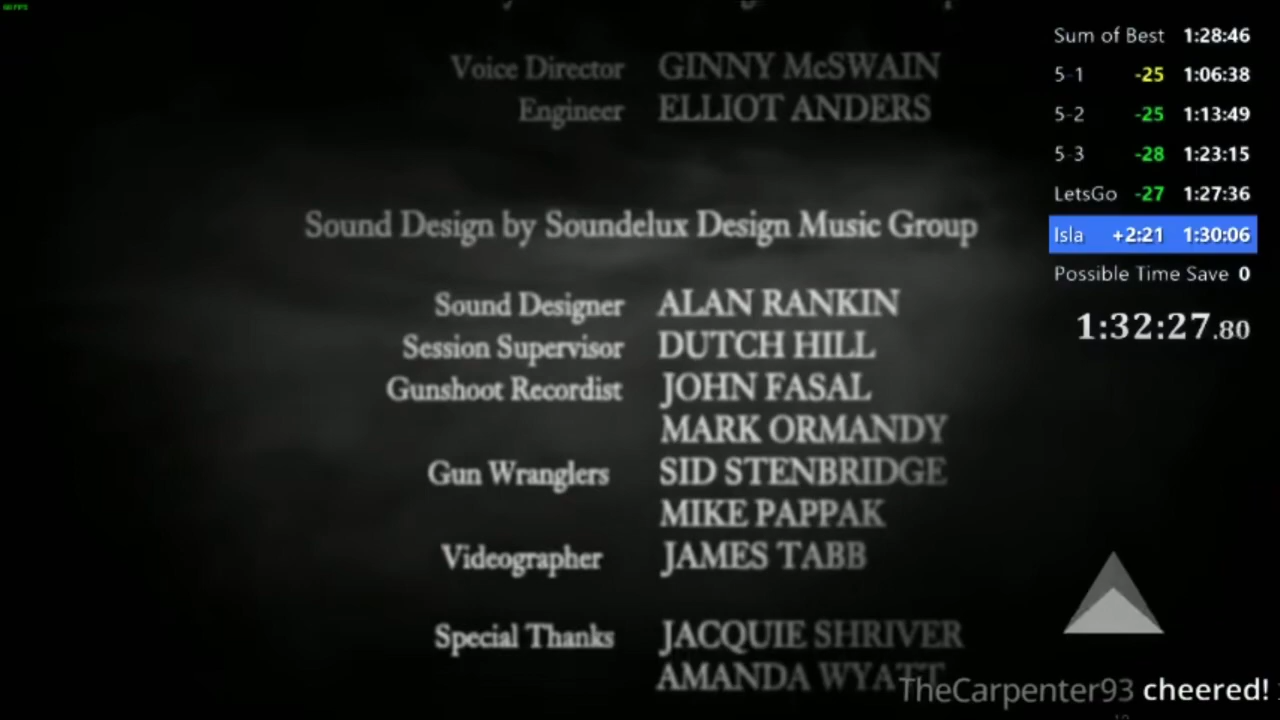 60 FPS
Voice Director GINNY McSWAIN
Engineer ELLIOT ANDERS
Sound Design by Soundelux Design Music Group
Sound Designer ALAN RANKIN
Session Supervisor DUTCH HILL
Gunshoot Recordist JOHN FASAL
MARK ORMANDY
Gun Wranglers SID STENBRIDGE
MIKE PAPPAK
Videographer JAMES TABB
Special Thanks JACQUIE SHRIVER
AMANDA WYATT
Sum of Best 1:28:46
5-1 -25 1:06:38
5-2 -25 1:13:49
5-3 -28 1:23:15
LetsGo -27 1:27:36
Isla +2:21 1:30:06
Possible Time Save 0
1:32:27.80
TheCarpenter93 cheered!